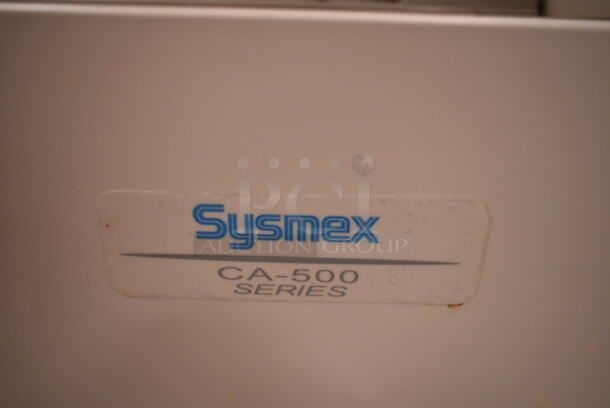 pci
Sysmex
AUCTION GROUP
CA-500
SERIES